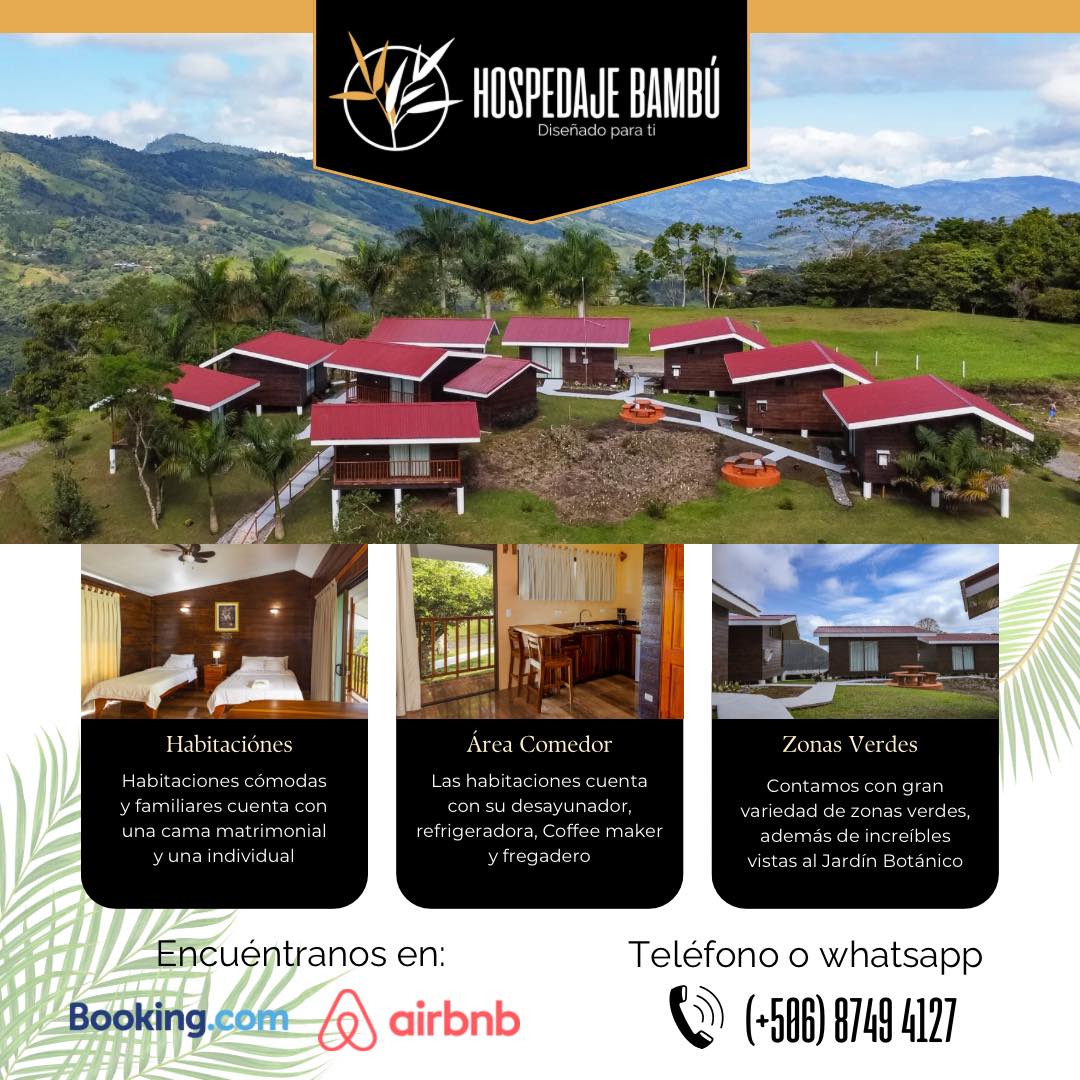 HOSPEDAJE BAMBÚ
Diseñado para ti
Habitaciónes
Habitaciones cómodas
y familiares cuenta con
una cama matrimonial
y una individual
Área Comedor
Las habitaciones cuenta
con su desayunador,
refrigeradora, Coffee maker
y fregadero
Zonas Verdes
Contamos con gran
variedad de zonas verdes,
además de increíbles
vistas al Jardín Botánico
Encuéntranos en:
Booking.com
airbnb
Teléfono o whatsapp
(+506) 8749 4127